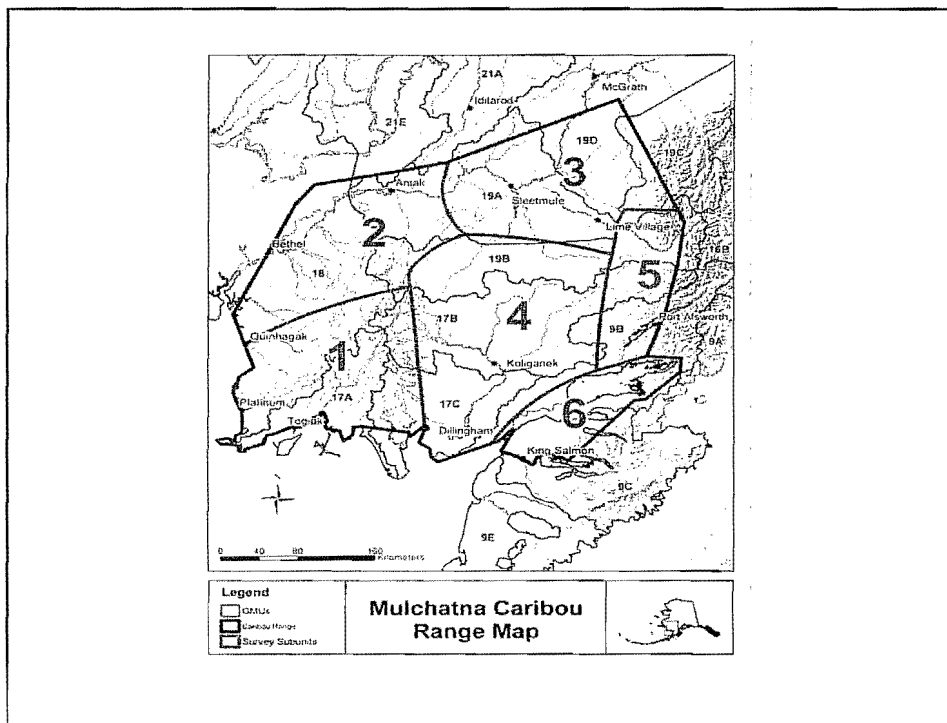 21A
McGrath
Iditarod
21E
19D
19C
3
Aniak
19A
Sleetmute
2
Lime Village
Bethel
16B
19B
5
18
4
17B
9B
Port Alsworth
Quinhagak
1
Koliganek
9A
Platinum
17A
17C
6
Togiak
Dillingham
King Salmon
9C
9E
0 40 80 160
Kilometers
Legend
GMUs
Caribou Range
Survey Subunits
Mulchatna Caribou
Range Map